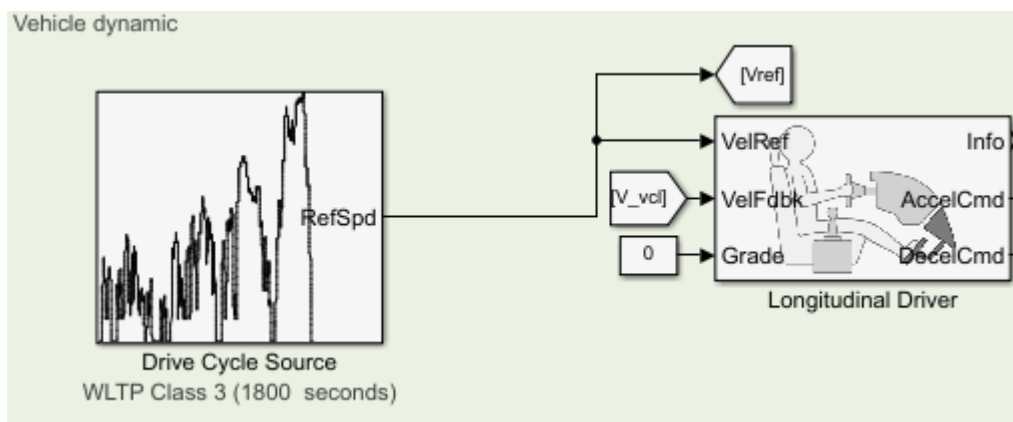 Vehicle dynamic
[Vref]
VelRef
Info
[V_vcl]
VelFdbk
AccelCmd
RefSpd
0
Grade
DecelCmd
Longitudinal Driver
Drive Cycle Source
WLTP Class 3 (1800 seconds)